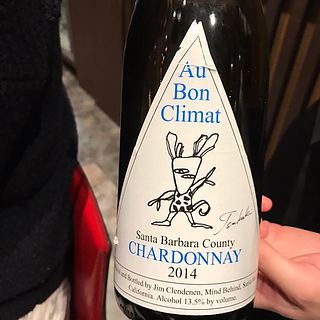 Au
Bon
Climat
Santa Barbara County
CHARDONNAY
2014
and Bottled by Jim Clendenen, Mind Behind, Santa
California. Alcohol 13.5% by volume.